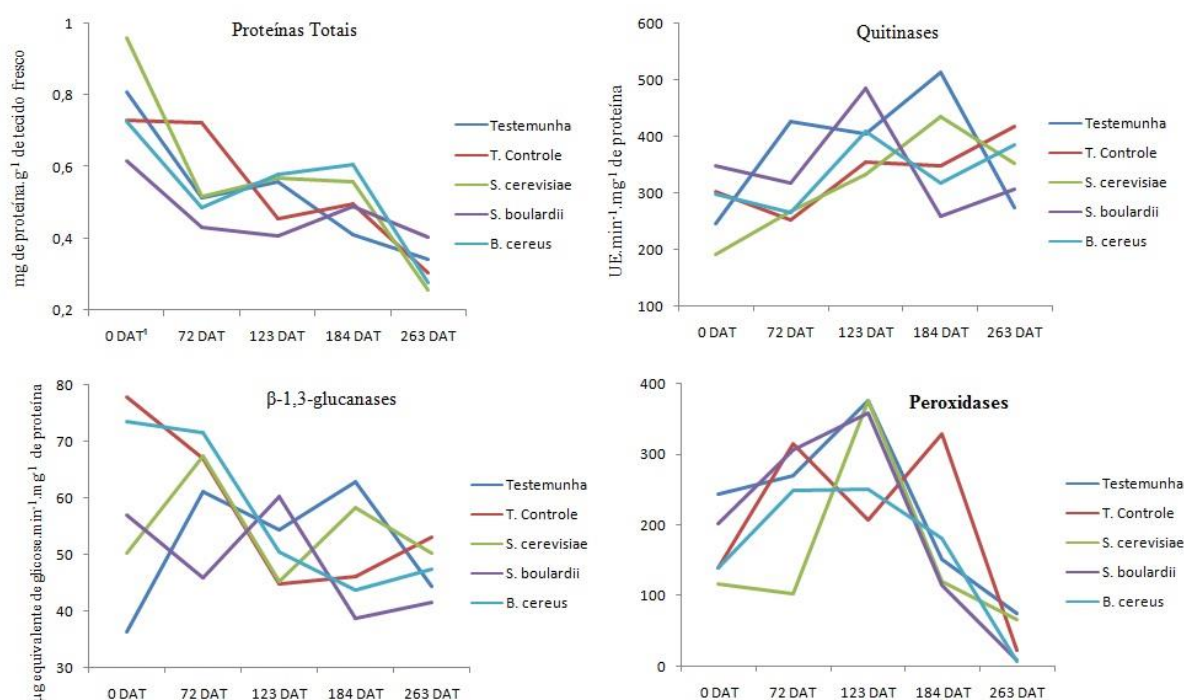 Proteínas Totais
mg de proteína.g⁻¹ de tecido fresco
1
0,8
0,6
0,4
0,2
0 DAT¹ 72 DAT 123 DAT 184 DAT 263 DAT
Testemunha
T. Controle
S. cerevisiae
S. boulardii
B. cereus
Quitinases
UE.min⁻¹.mg⁻¹ de proteína
600
500
400
300
200
100
0 DAT 72 DAT 123 DAT 184 DAT 263 DAT
Testemunha
T. Controle
S. cerevisiae
S. boulardii
B. cereus
β-1,3-glucanases
µg equivalente de glicose.min⁻¹.mg⁻¹ de proteína
80
70
60
50
40
30
0 DAT 72 DAT 123 DAT 184 DAT 263 DAT
Testemunha
T. Controle
S. cerevisiae
S. boulardii
B. cereus
Peroxidases
400
300
200
100
0
0 DAT 72 DAT 123 DAT 184 DAT 263 DAT
Testemunha
T. Controle
S. cerevisiae
S. boulardii
B. cereus